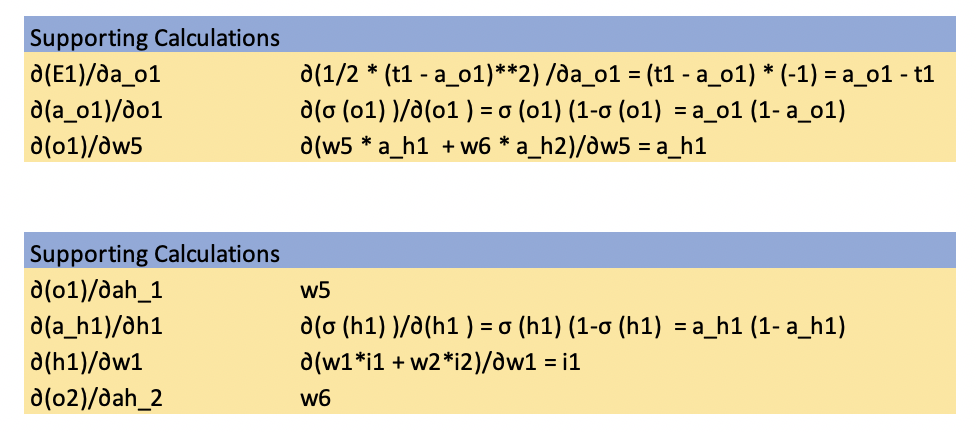 Supporting Calculations
∂(E1)/∂a_o1 ∂(1/2 * (t1 - a_o1)**2) /∂a_o1 = (t1 - a_o1) * (-1) = a_o1 - t1
∂(a_o1)/∂o1 ∂(σ (o1) )/∂(o1 ) = σ (o1) (1-σ (o1)  = a_o1 (1- a_o1)
∂(o1)/∂w5 ∂(w5 * a_h1  + w6 * a_h2)/∂w5 = a_h1
Supporting Calculations
∂(o1)/∂ah_1 w5
∂(a_h1)/∂h1 ∂(σ (h1) )/∂(h1 ) = σ (h1) (1-σ (h1)  = a_h1 (1- a_h1)
∂(h1)/∂w1 ∂(w1*i1 + w2*i2)/∂w1 = i1
∂(o2)/∂ah_2 w6